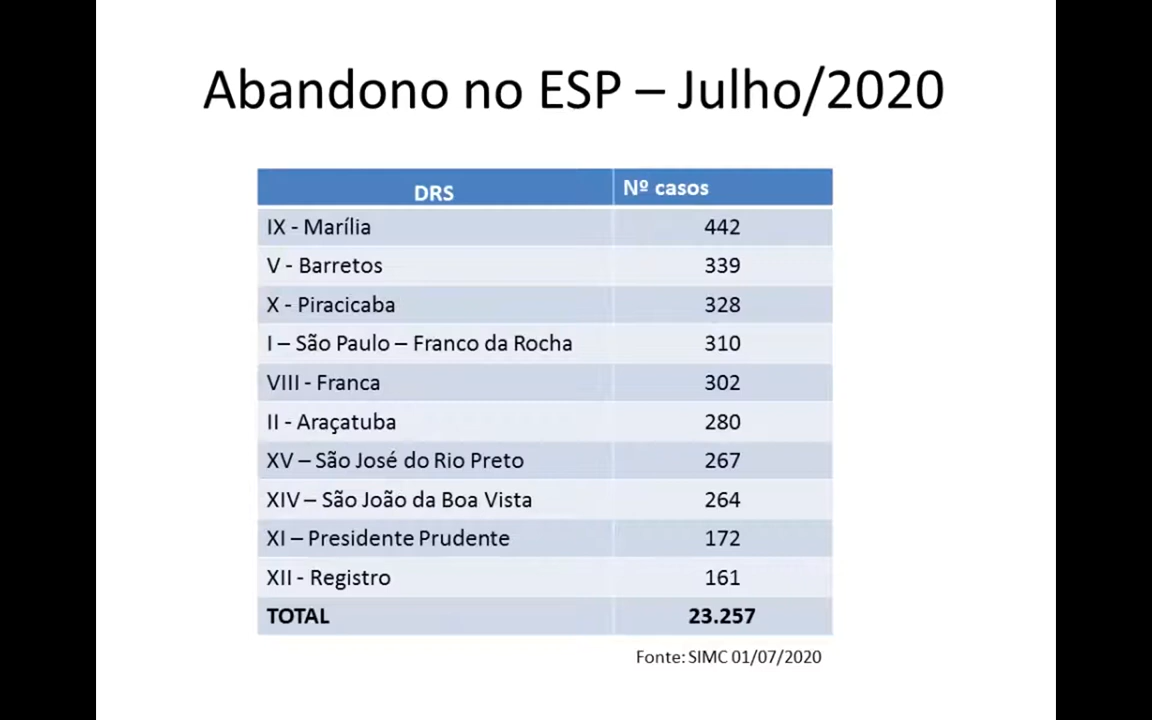 Abandono no ESP – Julho/2020
DRS Nº casos
IX - Marília 442
V - Barretos 339
X - Piracicaba 328
I – São Paulo – Franco da Rocha 310
VIII - Franca 302
II - Araçatuba 280
XV – São José do Rio Preto 267
XIV – São João da Boa Vista 264
XI – Presidente Prudente 172
XII - Registro 161
TOTAL 23.257
Fonte: SIMC 01/07/2020